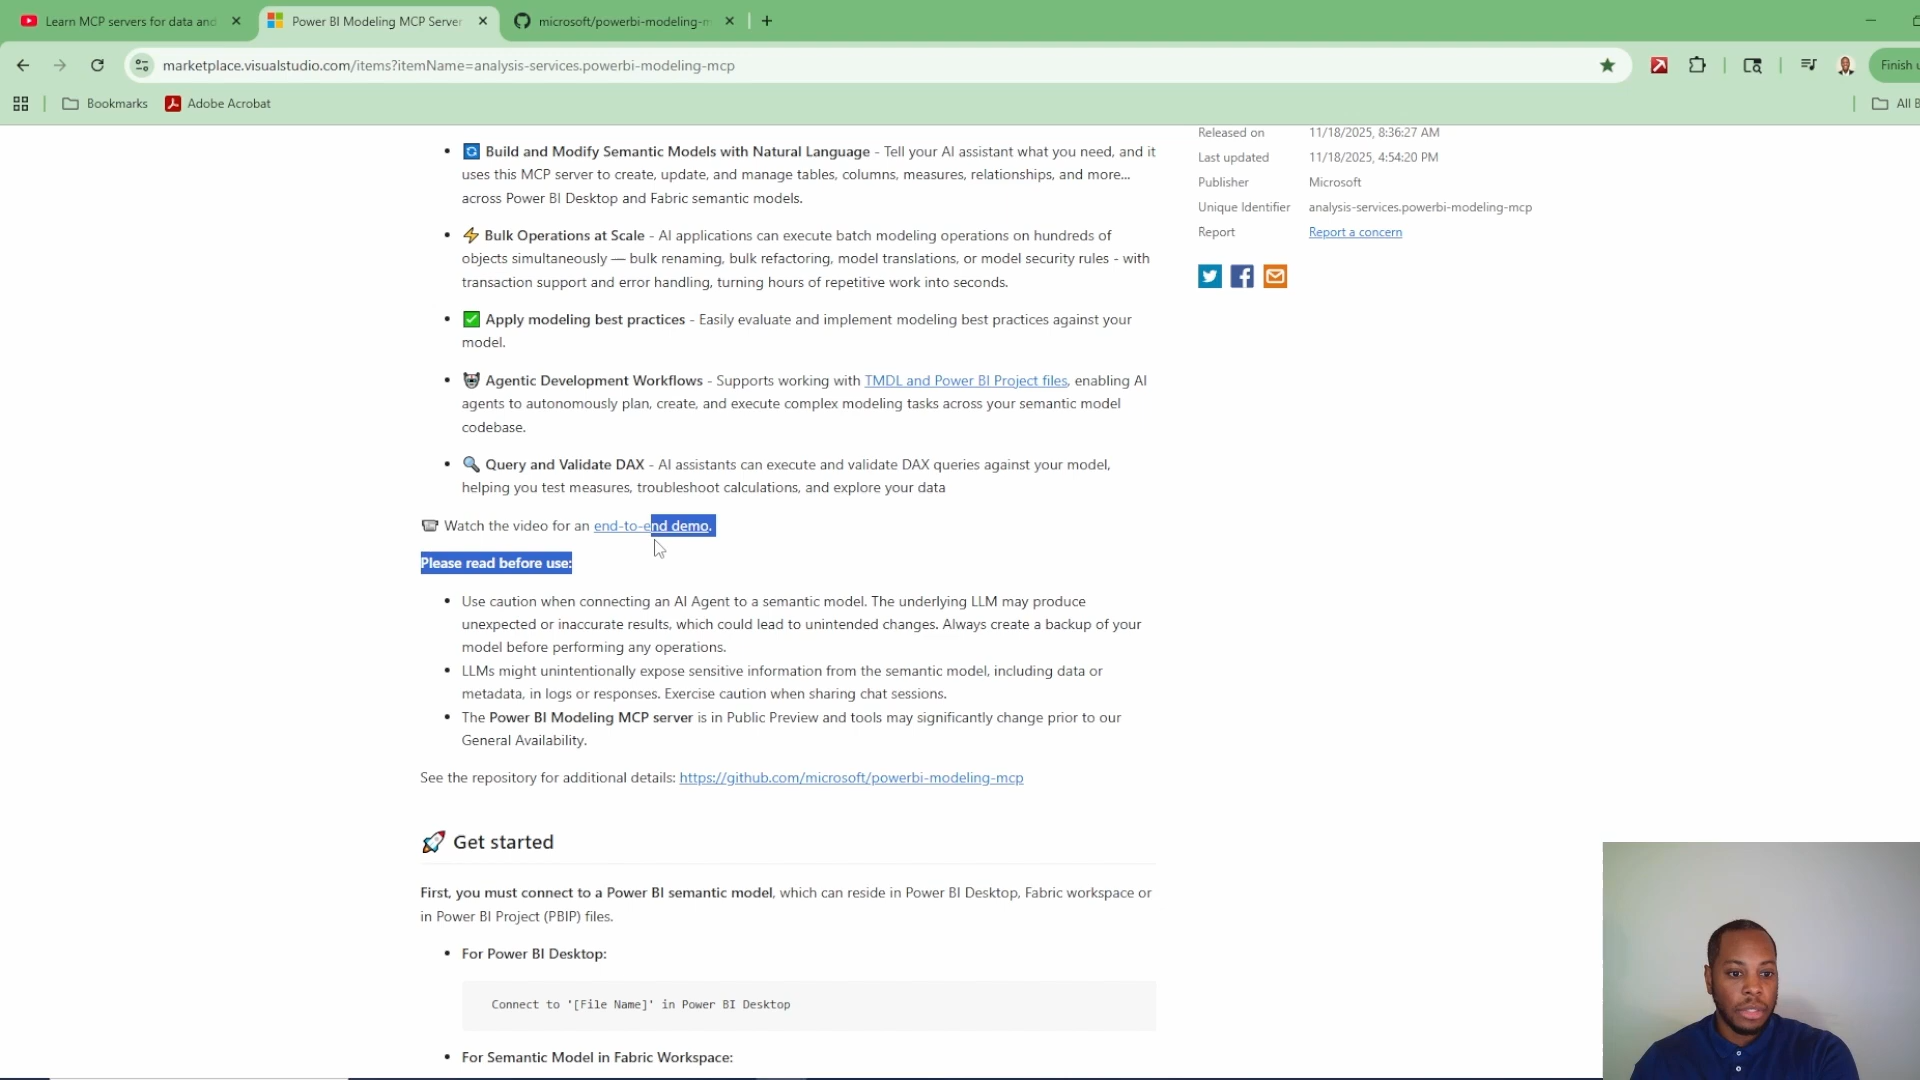 Learn MCP servers for data and
Power BI Modeling MCP Server
microsoft/powerbi-modeling-m
marketplace.visualstudio.com/items?itemName=analysis-services.powerbi-modeling-mcp
Finish u
Bookmarks
Adobe Acrobat
All B
Build and Modify Semantic Models with Natural Language - Tell your AI assistant what you need, and it
uses this MCP server to create, update, and manage tables, columns, measures, relationships, and more...
across Power BI Desktop and Fabric semantic models.
Bulk Operations at Scale - AI applications can execute batch modeling operations on hundreds of
objects simultaneously — bulk renaming, bulk refactoring, model translations, or model security rules - with
transaction support and error handling, turning hours of repetitive work into seconds.
Apply modeling best practices - Easily evaluate and implement modeling best practices against your
model.
Agentic Development Workflows - Supports working with TMDL and Power BI Project files, enabling AI
agents to autonomously plan, create, and execute complex modeling tasks across your semantic model
codebase.
Query and Validate DAX - AI assistants can execute and validate DAX queries against your model,
helping you test measures, troubleshoot calculations, and explore your data
Watch the video for an end-to-end demo.
Please read before use:
Use caution when connecting an AI Agent to a semantic model. The underlying LLM may produce
unexpected or inaccurate results, which could lead to unintended changes. Always create a backup of your
model before performing any operations.
LLMs might unintentionally expose sensitive information from the semantic model, including data or
metadata, in logs or responses. Exercise caution when sharing chat sessions.
The Power BI Modeling MCP server is in Public Preview and tools may significantly change prior to our
General Availability.
See the repository for additional details: https://github.com/microsoft/powerbi-modeling-mcp
Get started
First, you must connect to a Power BI semantic model, which can reside in Power BI Desktop, Fabric workspace or
in Power BI Project (PBIP) files.
For Power BI Desktop:
Connect to '[File Name]' in Power BI Desktop
For Semantic Model in Fabric Workspace:
Released on 11/18/2025, 8:36:27 AM
Last updated 11/18/2025, 4:54:20 PM
Publisher Microsoft
Unique Identifier analysis-services.powerbi-modeling-mcp
Report Report a concern